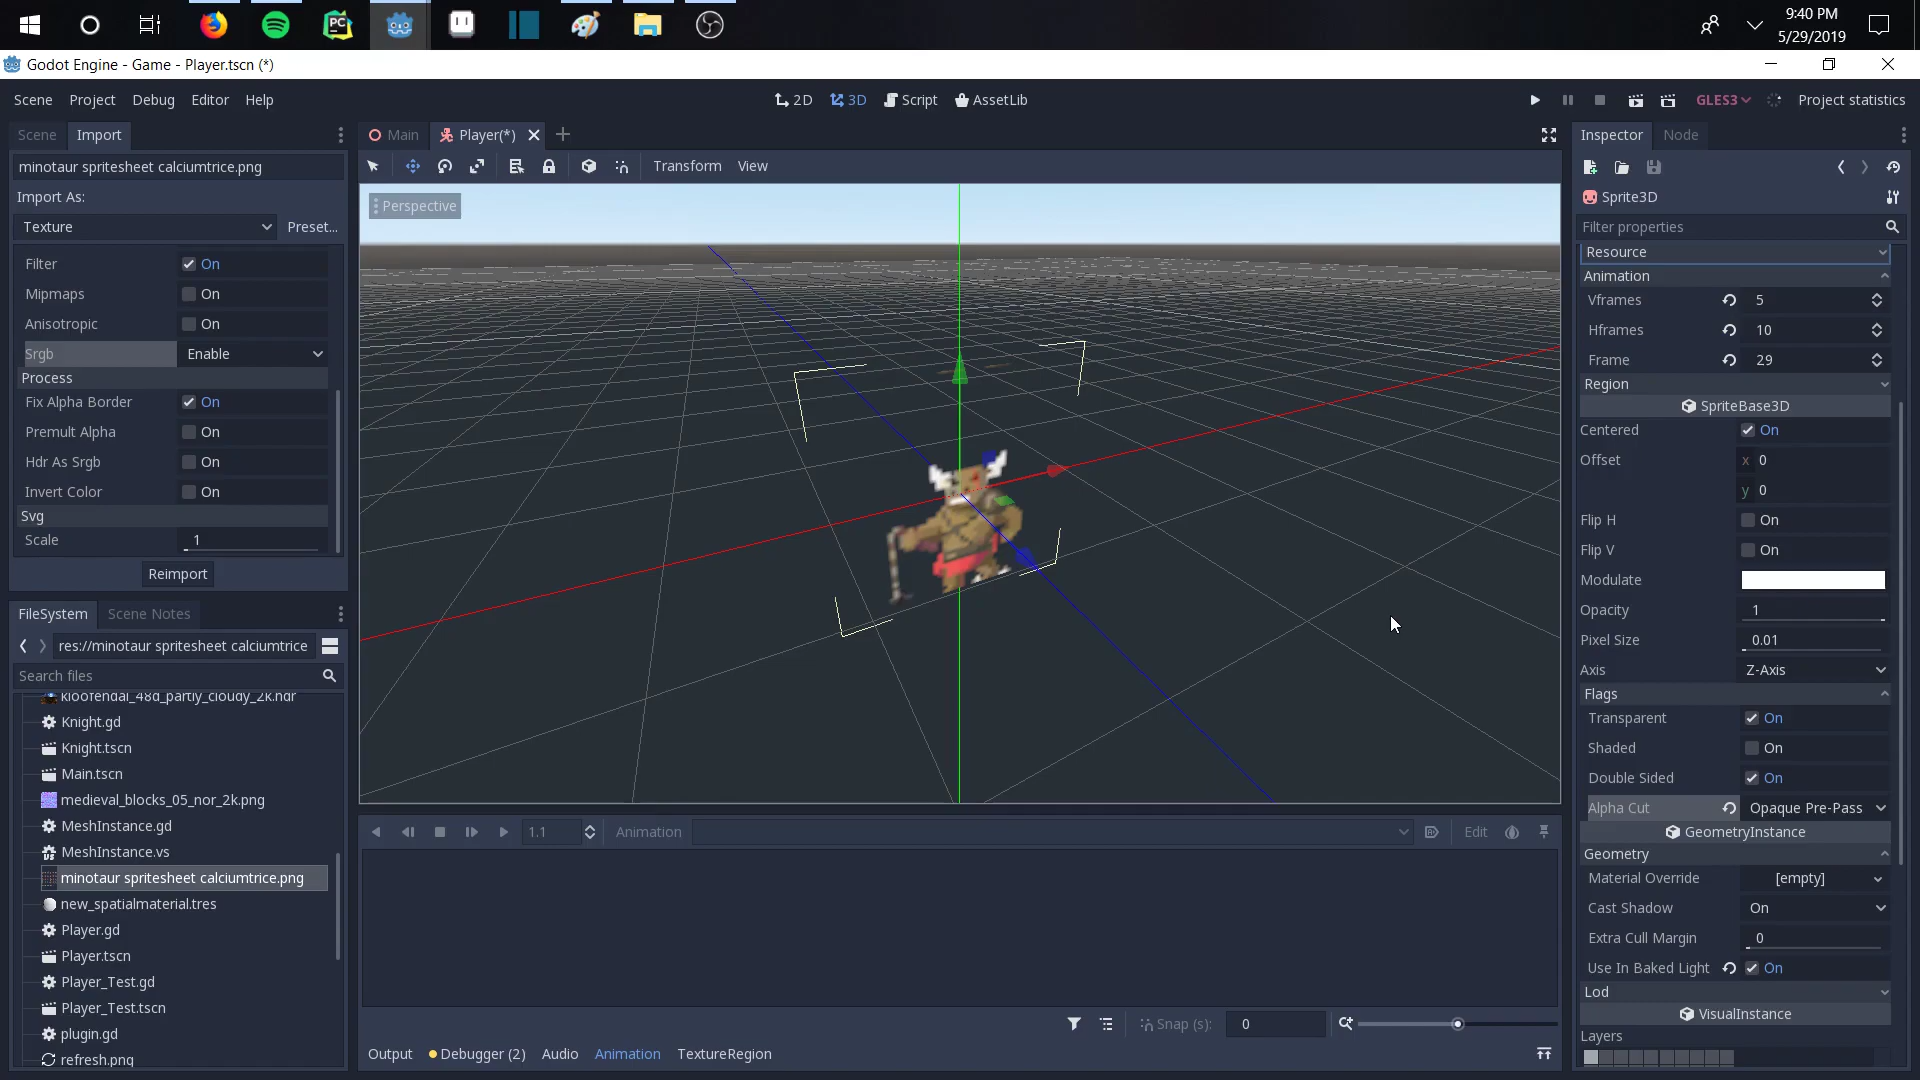 PC
9:40 PM
5/29/2019
Godot Engine - Game - Player.tscn (*)
Scene Project Debug Editor Help
2D 3D Script AssetLib
GLES3 Project statistics
Scene Import
Main Player(*)
Inspector Node
minotaur spritesheet calciumtrice.png
Transform View
Import As:
Texture Preset...
Perspective
Sprite3D
Filter properties
Filter On
Mipmaps On
Anisotropic On
Srgb Enable
Process
Fix Alpha Border On
Premult Alpha On
Hdr As Srgb On
Invert Color On
Svg
Scale 1
Reimport
FileSystem Scene Notes
res://minotaur spritesheet calciumtrice
Search files
kloofendal_48d_partly_cloudy_2k.hdr
Knight.gd
Knight.tscn
Main.tscn
medieval_blocks_05_nor_2k.png
MeshInstance.gd
MeshInstance.vs
minotaur spritesheet calciumtrice.png
new_spatialmaterial.tres
Player.gd
Player.tscn
Player_Test.gd
Player_Test.tscn
plugin.gd
refresh.png
1.1 Animation Edit
Snap (s): 0
Output Debugger (2) Audio Animation TextureRegion
Resource
Animation
Vframes 5
Hframes 10
Frame 29
Region
SpriteBase3D
Centered On
Offset x 0
y 0
Flip H On
Flip V On
Modulate
Opacity 1
Pixel Size 0.01
Axis Z-Axis
Flags
Transparent On
Shaded On
Double Sided On
Alpha Cut Opaque Pre-Pass
GeometryInstance
Geometry
Material Override [empty]
Cast Shadow On
Extra Cull Margin 0
Use In Baked Light On
Lod
VisualInstance
Layers